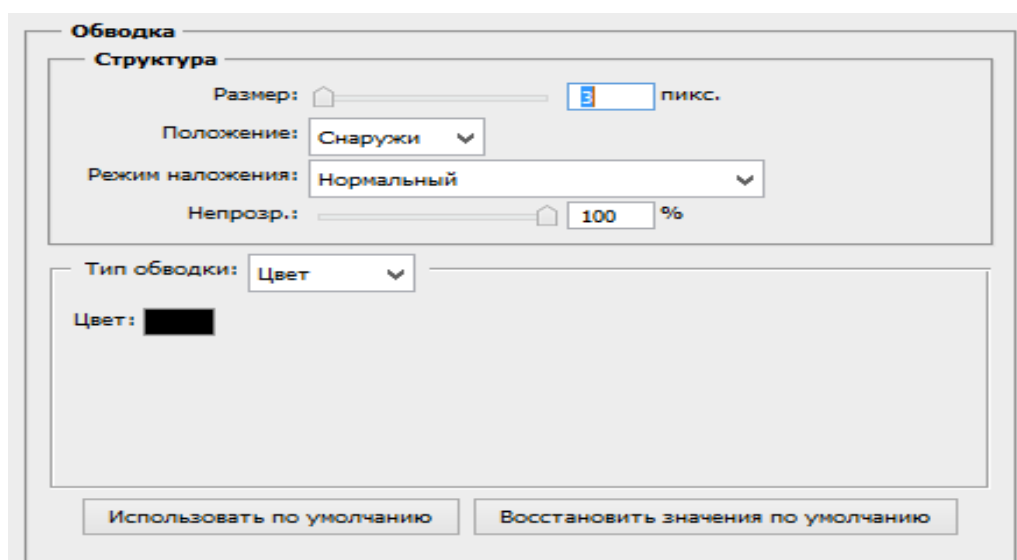 Обводка
Структура
Размер: 3 пикс.
Положение: Снаружи
Режим наложения: Нормальный
Непрозр.: 100 %
Тип обводки: Цвет
Цвет:
Использовать по умолчанию Восстановить значения по умолчанию